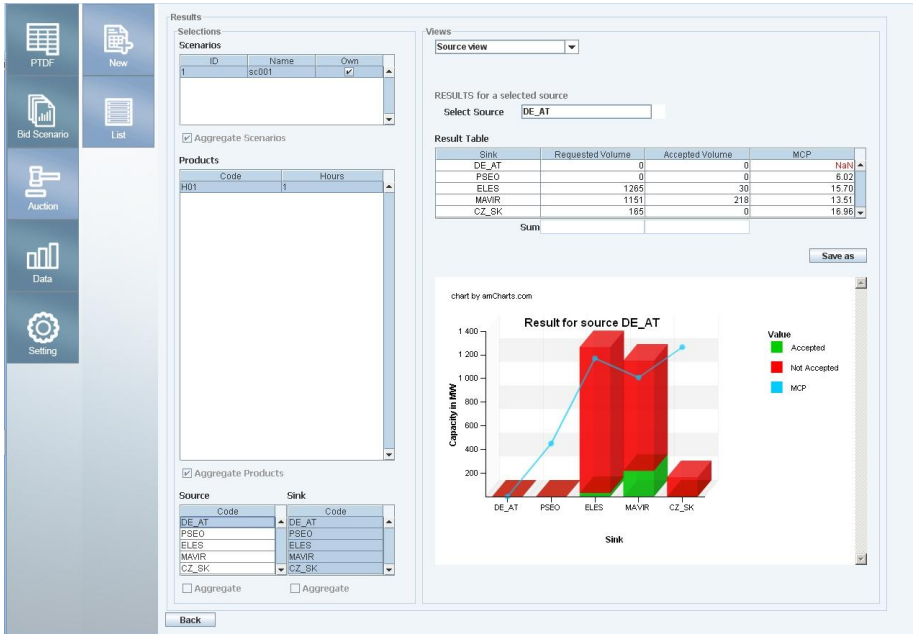 PTDF
Bid Scenario
Auction
Data
Setting
New
List
Results
Selections
Scenarios
ID Name Own
1 sc001
Aggregate Scenarios
Products
Code Hours
H01 1
Aggregate Products
Source Sink
Code Code
DE_AT DE_AT
PSEO PSEO
ELES ELES
MAVIR MAVIR
CZ_SK CZ_SK
Aggregate Aggregate
Back
Views
Source view
RESULTS for a selected source
Select Source DE_AT
Result Table
Sink Requested Volume Accepted Volume MCP
DE_AT 0 0 NaN
PSEO 0 0 6.02
ELES 1265 30 15.70
MAVIR 1151 218 13.51
CZ_SK 165 0 16.96
Sum
Save as
chart by amCharts.com
Result for source DE_AT
Capacity in MW
1 400
1 200
1 000
800
600
400
200
DE_AT PSEO ELES MAVIR CZ_SK
Sink
Value
Accepted
Not Accepted
MCP